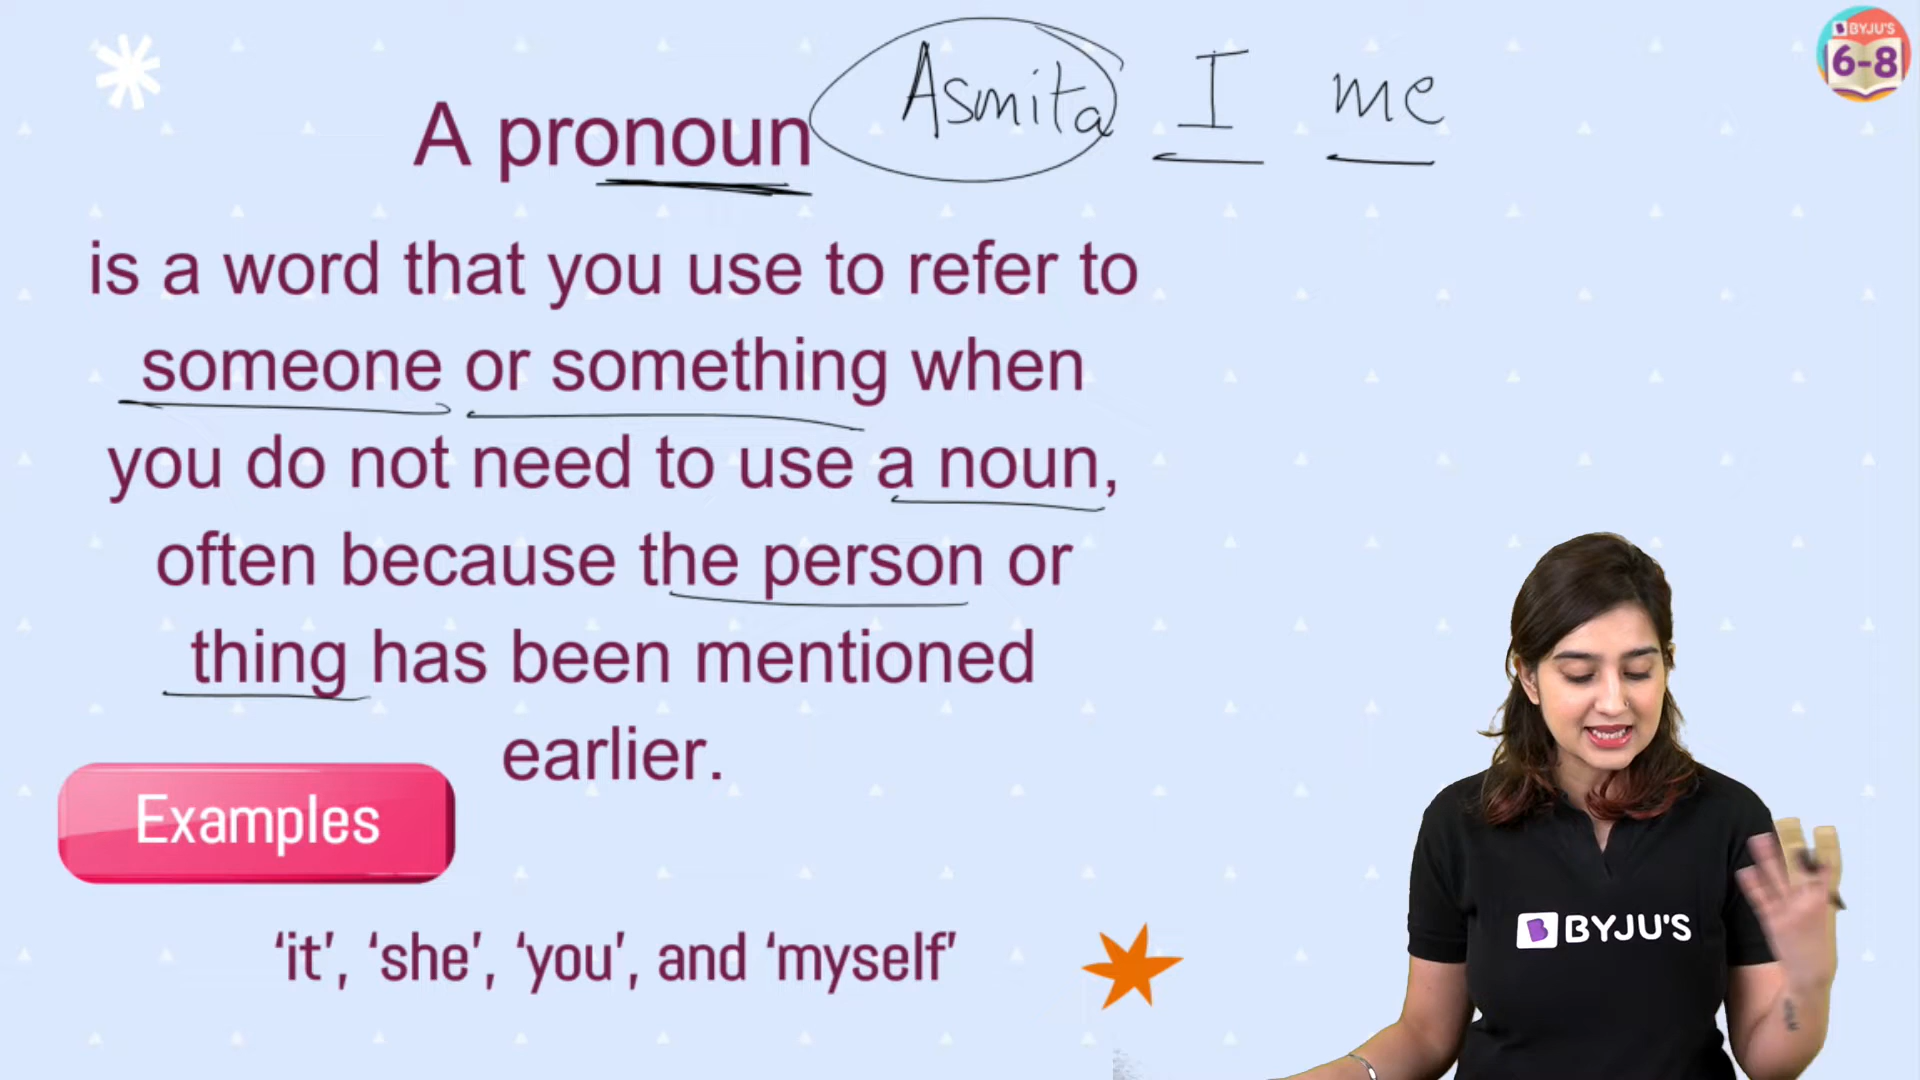 BYJU'S
6-8
Asmita I me
A pronoun
is a word that you use to refer to
someone or something when
you do not need to use a noun,
often because the person or
thing has been mentioned
earlier.
Examples
‘it’, ‘she’, ‘you’, and ‘myself’
B BYJU'S